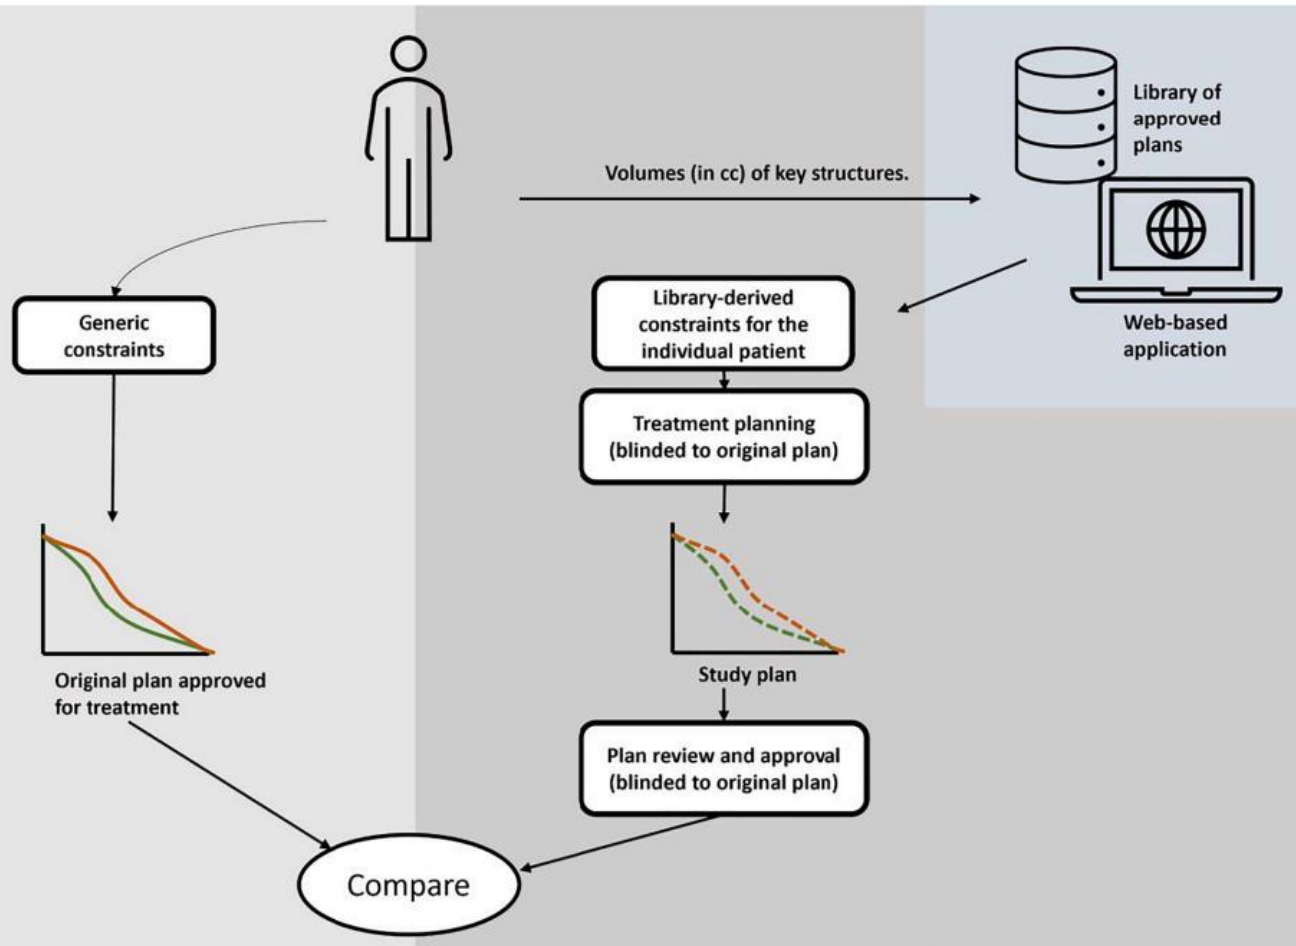 Library of
approved
plans
Volumes (in cc) of key structures.
Web-based
application
Generic
constraints
Library-derived
constraints for the
individual patient
Treatment planning
(blinded to original plan)
Original plan approved
for treatment
Study plan
Plan review and approval
(blinded to original plan)
Compare